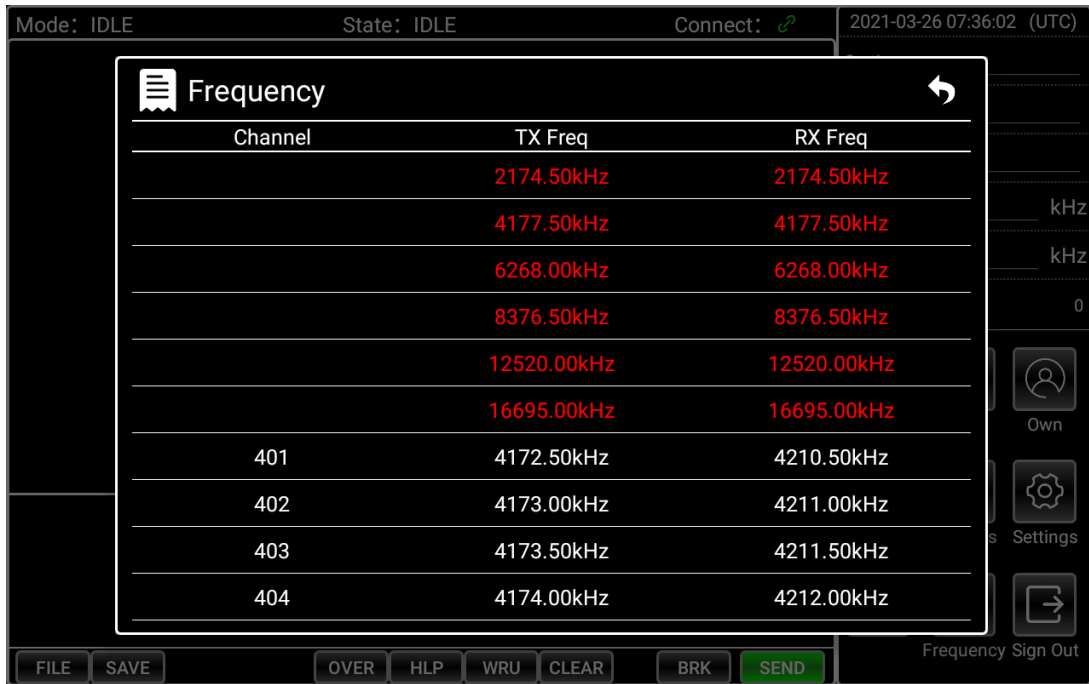 Mode: IDLE State: IDLE Connect: 2021-03-26 07:36:02 (UTC)
Frequency
Channel TX Freq RX Freq
2174.50kHz 2174.50kHz
4177.50kHz 4177.50kHz
kHz
6268.00kHz 6268.00kHz
kHz
8376.50kHz 8376.50kHz
0
12520.00kHz 12520.00kHz
16695.00kHz 16695.00kHz
Own
401 4172.50kHz 4210.50kHz
402 4173.00kHz 4211.00kHz
s Settings
403 4173.50kHz 4211.50kHz
404 4174.00kHz 4212.00kHz
Frequency Sign Out
FILE SAVE OVER HLP WRU CLEAR BRK SEND